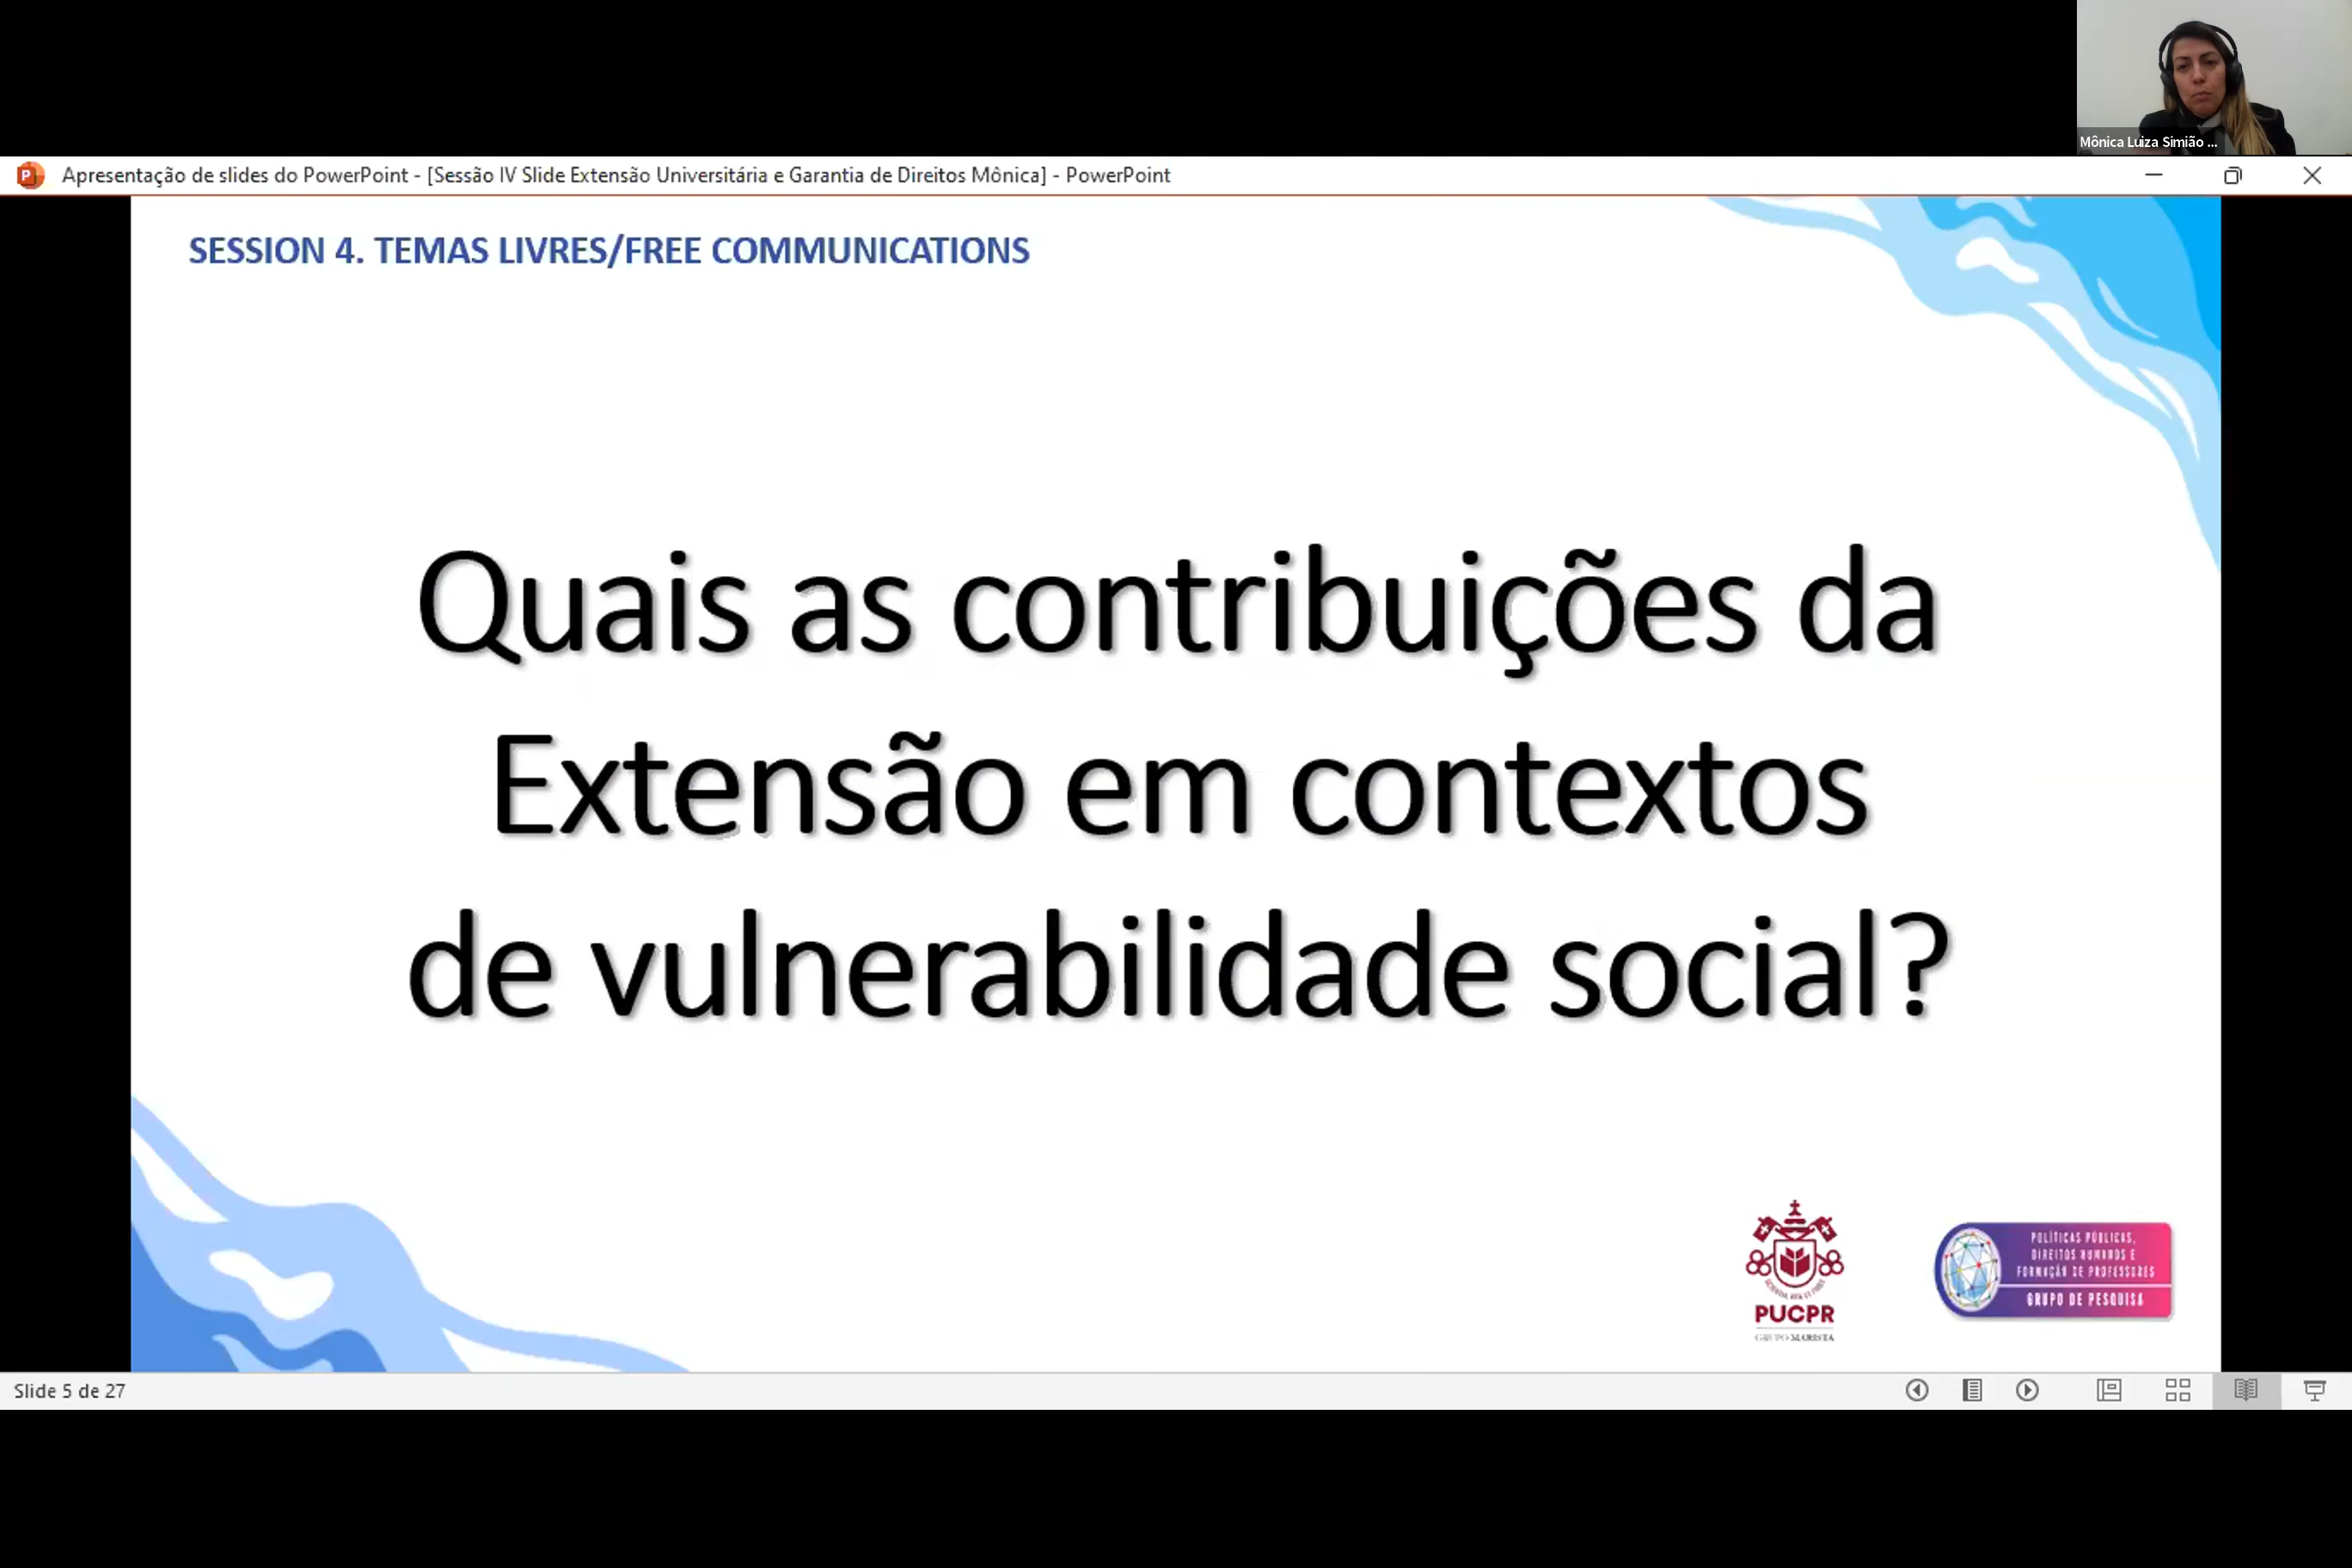 Mônica Luiza Simião ...
Apresentação de slides do PowerPoint - [Sessão IV Slide Extensão Universitária e Garantia de Direitos Mônica] - PowerPoint
SESSION 4. TEMAS LIVRES/FREE COMMUNICATIONS
Quais as contribuições da
Extensão em contextos
de vulnerabilidade social?
PUCPR
GRUPO MARISTA
POLÍTICAS PÚBLICAS,
DIREITOS HUMANOS E
FORMAÇÃO DE PROFESSORES
GRUPO DE PESQUISA
Slide 5 de 27